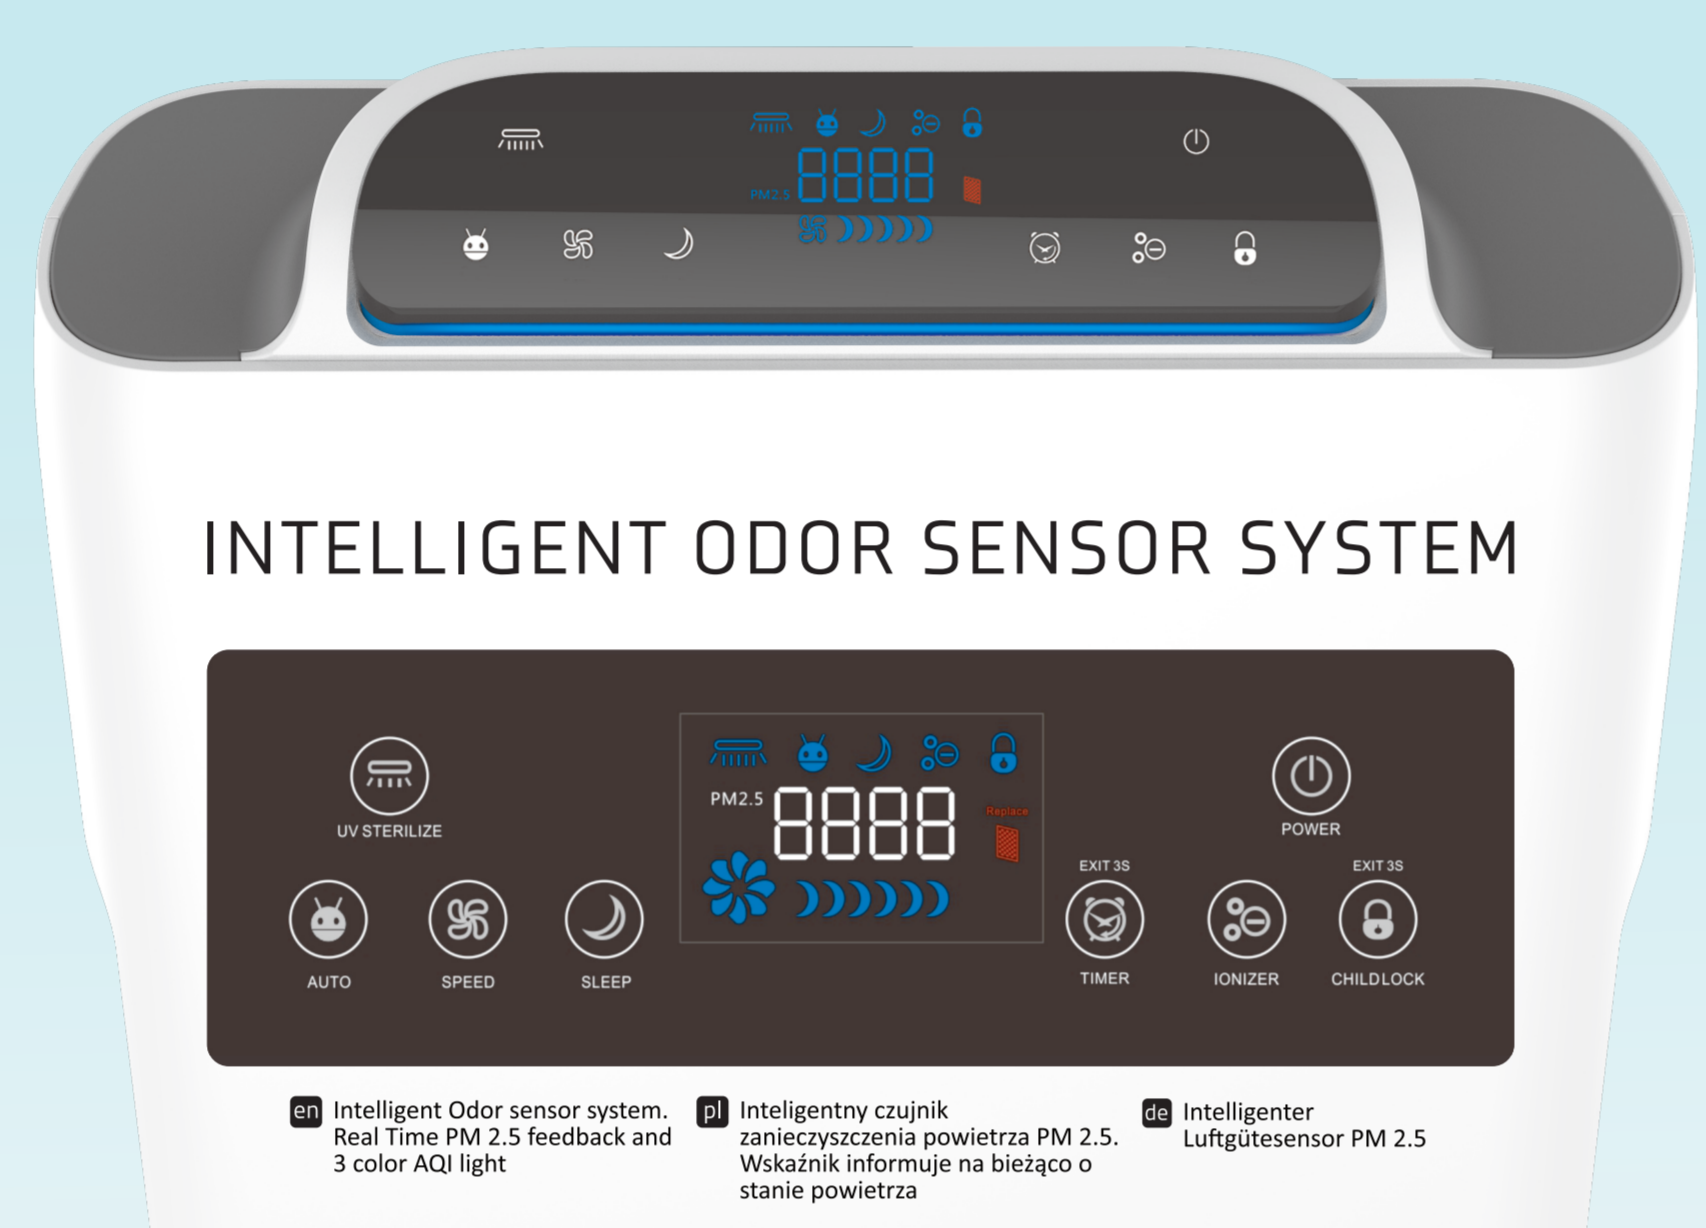 PM2.5
8888
INTELLIGENT ODOR SENSOR SYSTEM
UV STERILIZE
PM2.5
8888
Replace
POWER
AUTO
SPEED
SLEEP
EXIT 3S
TIMER
IONIZER
EXIT 3S
CHILDLOCK
en Intelligent Odor sensor system.
Real Time PM 2.5 feedback and
3 color AQI light
pl Inteligentny czujnik
zanieczyszczenia powietrza PM 2.5.
Wskaźnik informuje na bieżąco o
stanie powietrza
de Intelligenter
Luftgütesensor PM 2.5